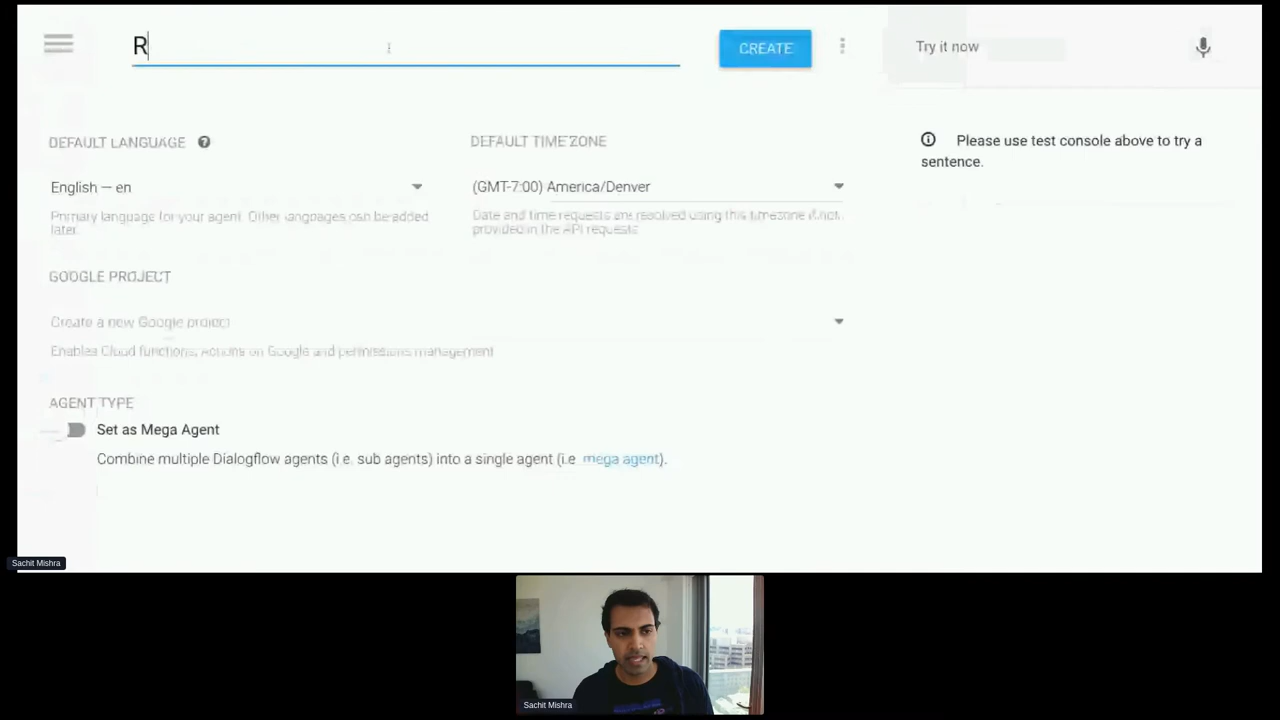 R
CREATE
Try it now
DEFAULT LANGUAGE
English — en
Primary language for your agent. Other languages can be added
later.
DEFAULT TIME ZONE
(GMT-7:00) America/Denver
Date and time requests are resolved using this timezone if not
provided in the API requests.
GOOGLE PROJECT
Create a new Google project
Enables Cloud functions, Actions on Google and permissions management
AGENT TYPE
Set as Mega Agent
Combine multiple Dialogflow agents (i.e. sub agents) into a single agent (i.e mega agent).
Please use test console above to try a
sentence.
Sachit Mishra
Sachit Mishra